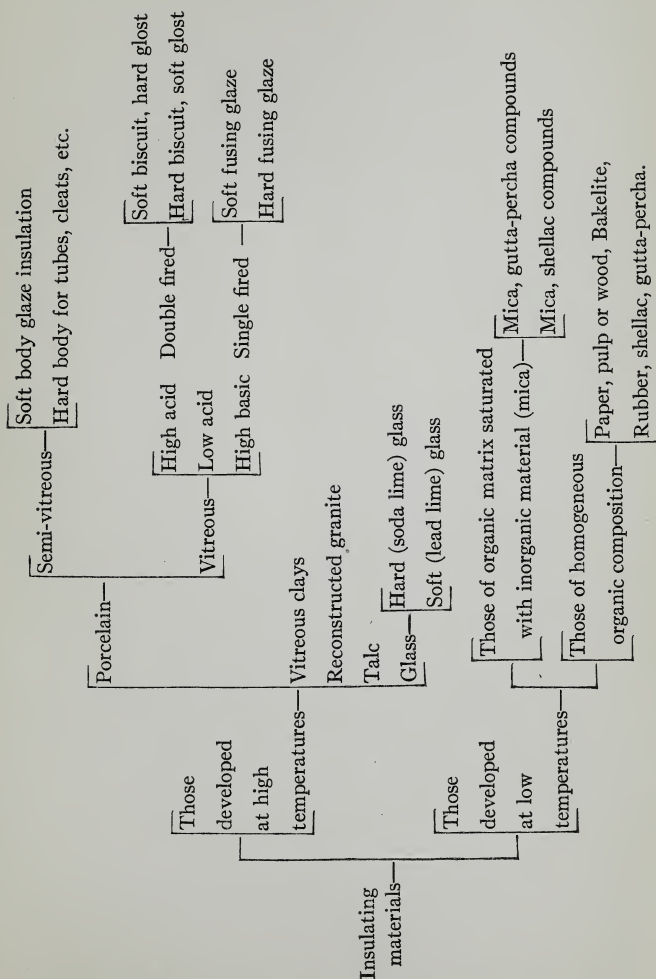 Insulating
materials—
Those
developed
at high
temperatures—
Porcelain—
Semi-vitreous—
Soft body glaze insulation
Hard body for tubes, cleats, etc.
Vitreous—
High acid
Low acid
High basic
Double fired—
Soft biscuit, hard glost
Hard biscuit, soft glost
Single fired —
Soft fusing glaze
Hard fusing glaze
Vitreous clays
Reconstructed granite
Talc
Glass—
Hard (soda lime) glass
Soft (lead lime) glass
Those
developed
at low
temperatures—
Those of organic matrix saturated
with inorganic material (mica)—
Mica, gutta-percha compounds
Mica, shellac compounds
Those of homogeneous
organic composition—
Paper, pulp or wood, Bakelite,
Rubber, shellac, gutta-percha.